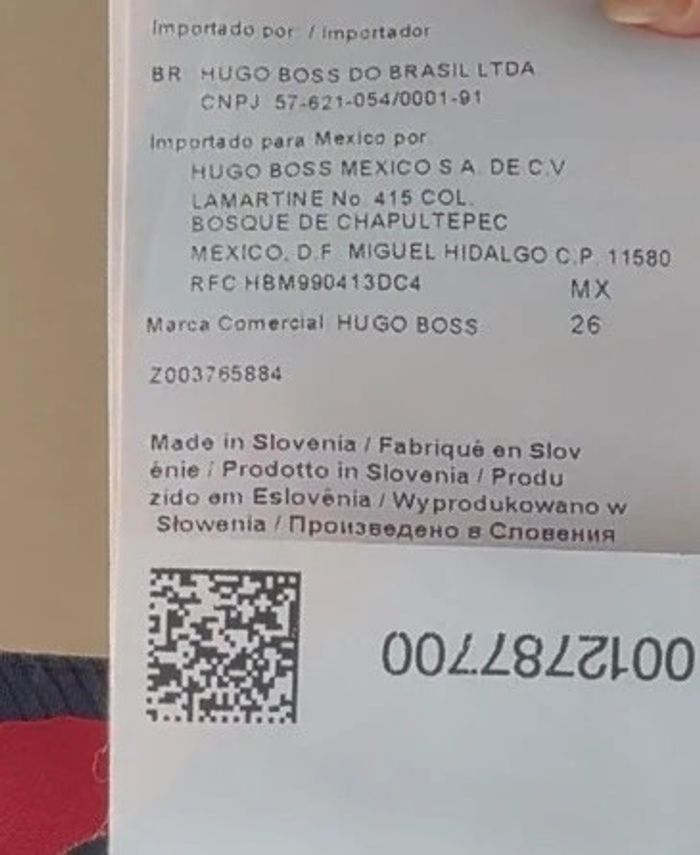 Importado por / Importador
BR HUGO BOSS DO BRASIL LTDA
CNPJ 57-621-054/0001-91
Importado para Mexico por
HUGO BOSS MEXICO S A. DE C.V
LAMARTINE No. 415 COL.
BOSQUE DE CHAPULTEPEC
MEXICO, D.F. MIGUEL HIDALGO C.P. 11580
RFC HBM990413DC4 MX
Marca Comercial HUGO BOSS 26
Z003765884
Made in Slovenia / Fabriqué en Slov
énie / Prodotto in Slovenia / Produ
zido em Eslovênia / Wyprodukowano w
Słowenia / Произведено в Словения
0012787700